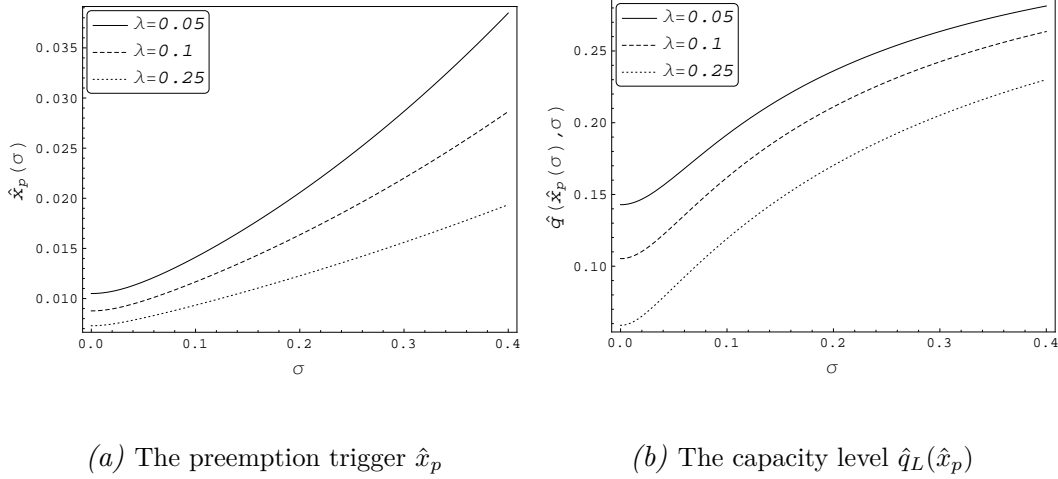 λ=0.05
λ=0.1
λ=0.25
0.035
0.030
0.025
0.020
0.015
0.010
x̂p(σ)
0.0 0.1 0.2 0.3 0.4
σ
(a) The preemption trigger x̂p
λ=0.05
λ=0.1
λ=0.25
0.25
0.20
0.15
0.10
q̂(x̂p(σ),σ)
0.0 0.1 0.2 0.3 0.4
σ
(b) The capacity level q̂L(x̂p)